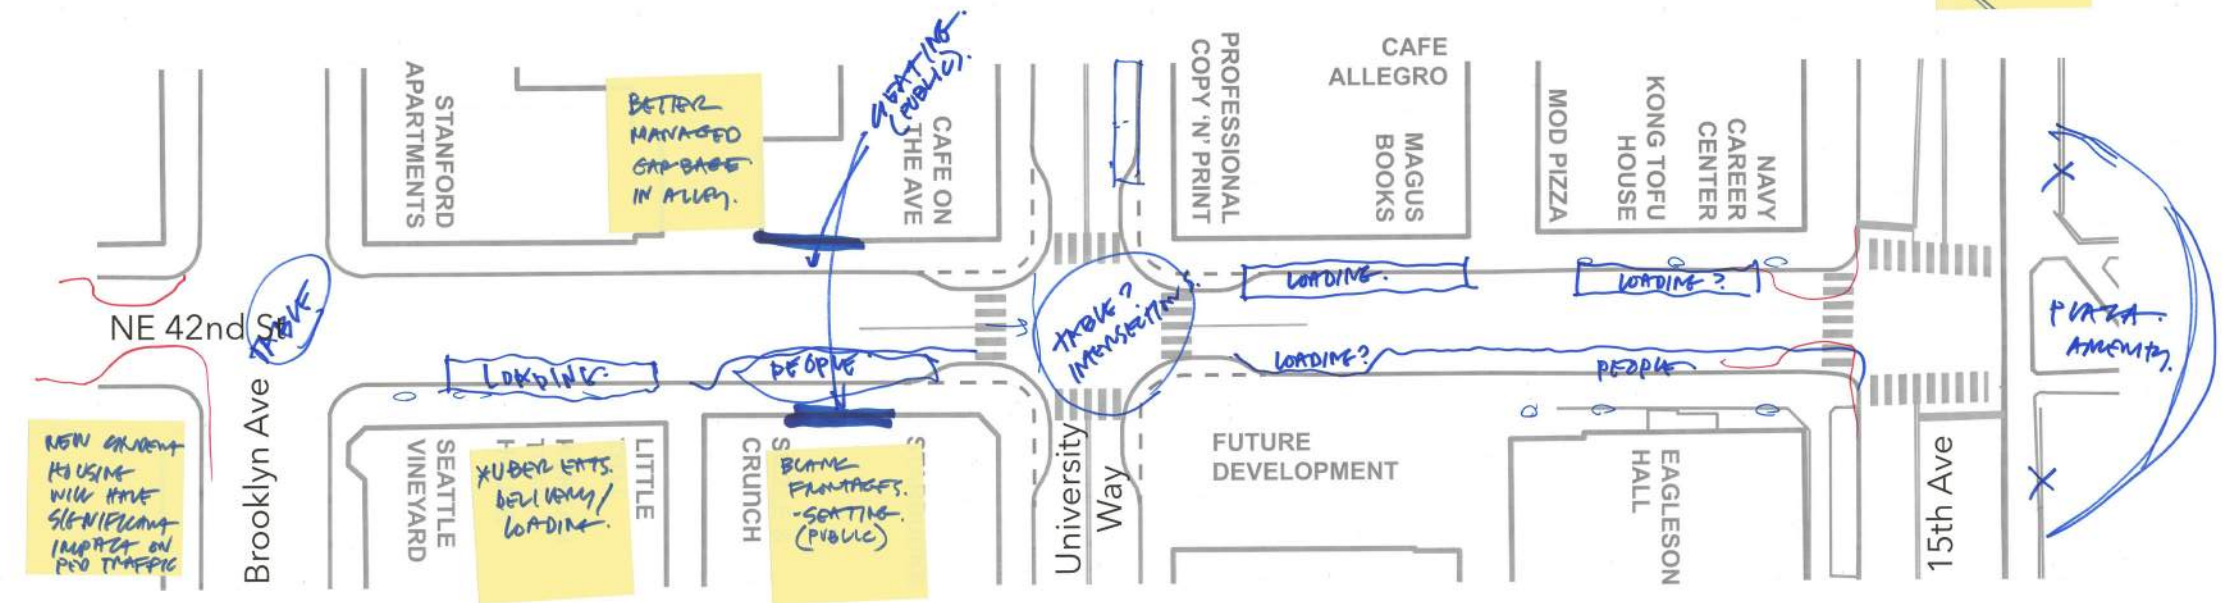 SEATING
(PUBLIC).
STANFORD
APARTMENTS
BETTER
MANAGED
GARBAGE
IN ALLEY.
CAFE ON
THE AVE
PROFESSIONAL
COPY 'N' PRINT
CAFE
ALLEGRO
MAGUS
BOOKS
MOD PIZZA
KONG TOFU
HOUSE
NAVY
CAREER
CENTER
NE 42nd St
TABLE
TABLE?
INTERSECTIONS.
LOADING.
LOADING?
LOADING.
PEOPLE
LOADING?
PEOPLE
PLAZA.
AMENITY.
NEW STUDENT
HOUSING
WILL HAVE
SIGNIFICANT
IMPACT ON
PED TRAFFIC
Brooklyn Ave
SEATTLE
VINEYARD
*UBER EATS.
DELIVERY/
LOADING.
LITTLE
CRUNCH
BLANK
FRONTAGES.
-SEATING.
(PUBLIC)
University
Way
FUTURE
DEVELOPMENT
EAGLESON
HALL
15th Ave